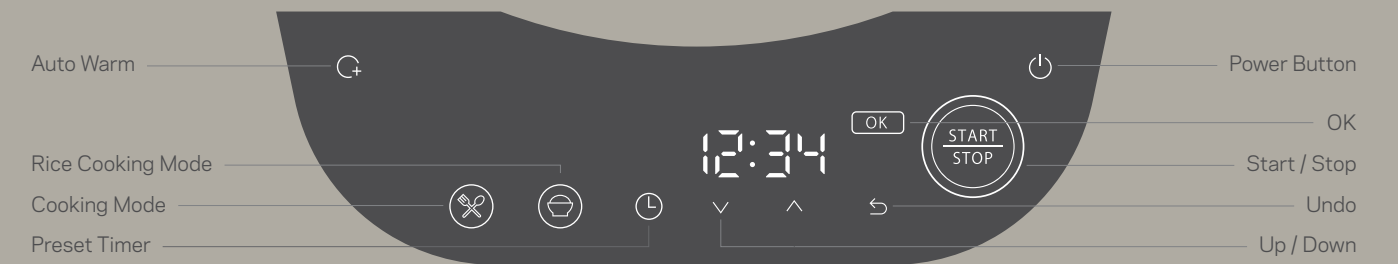 Auto Warm
Power Button
OK
OK
START
STOP
12:34
Rice Cooking Mode
Start / Stop
Cooking Mode
Undo
Preset Timer
Up / Down